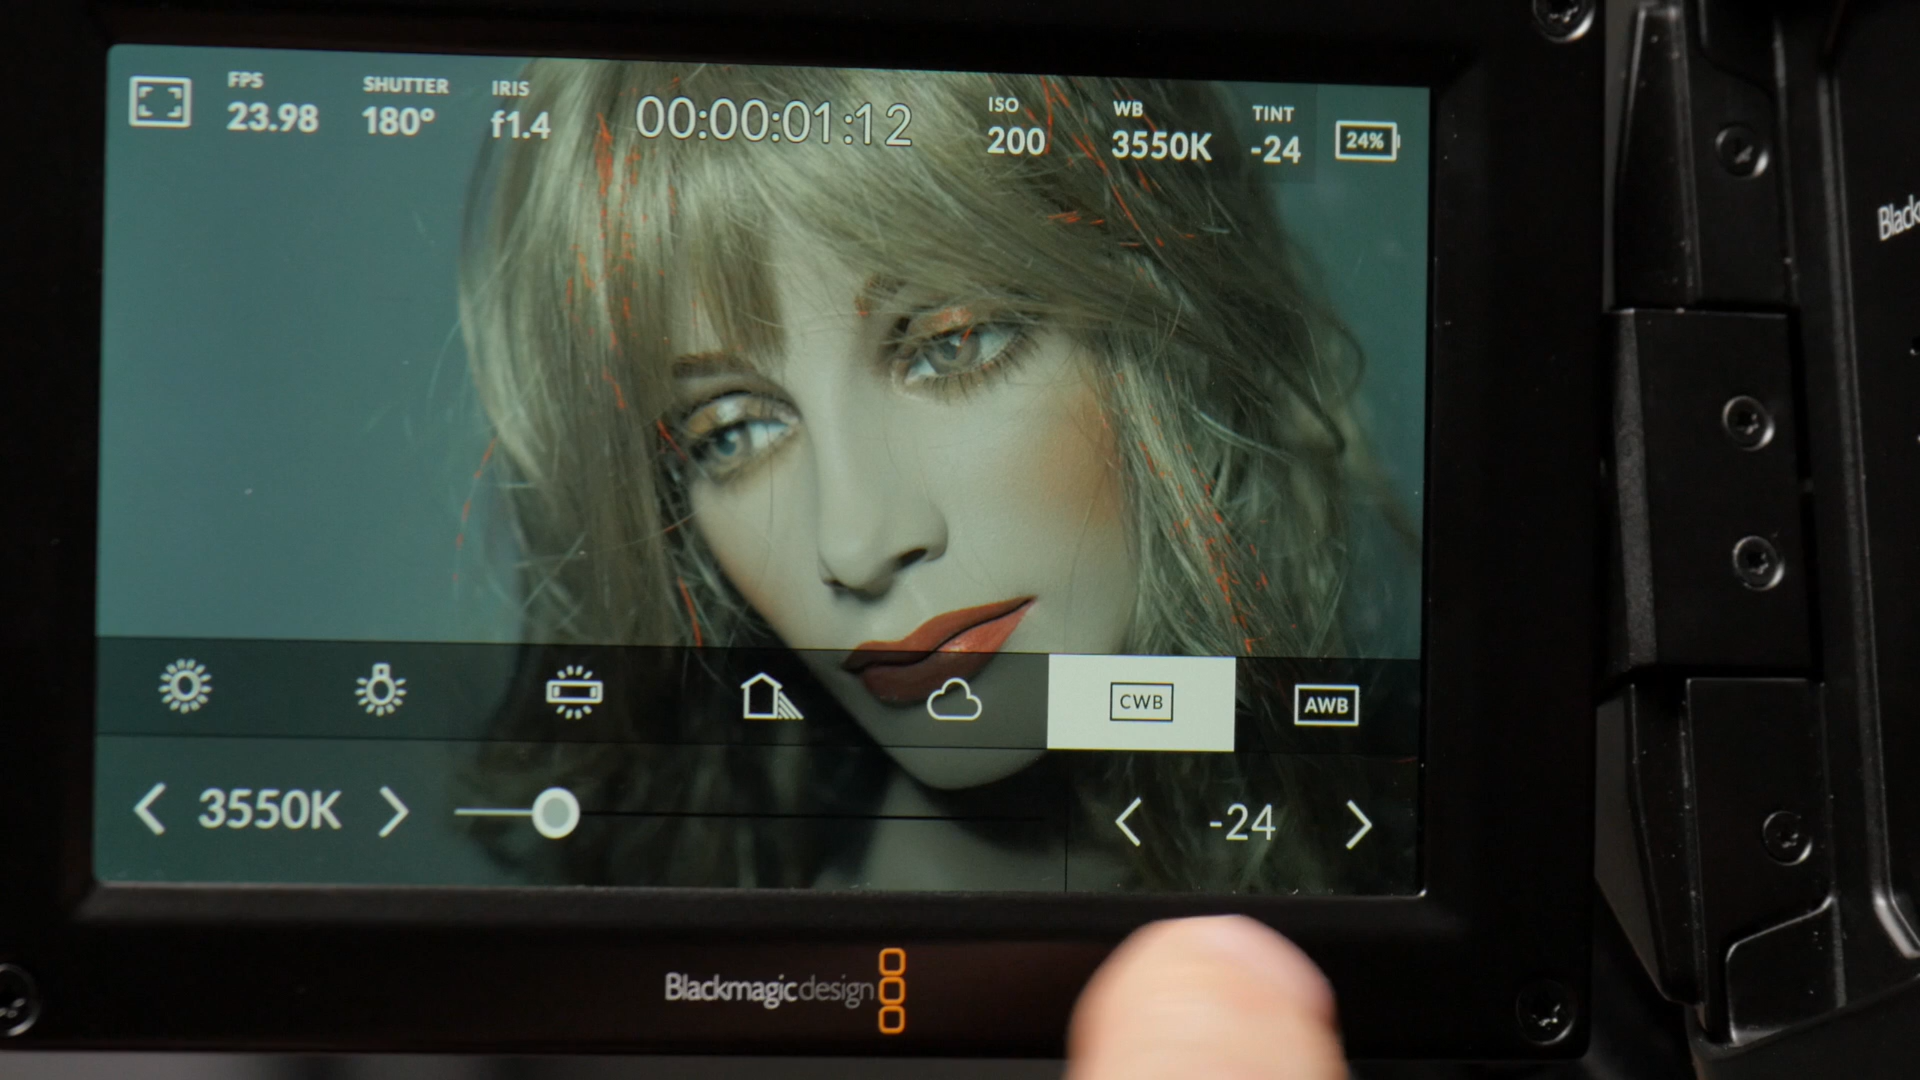 FPS
23.98
SHUTTER
180°
IRIS
f1.4
00:00:01:12
ISO
200
WB
3550K
TINT
-24
24%
CWB
AWB
3550K
-24
Blackmagicdesign
Black